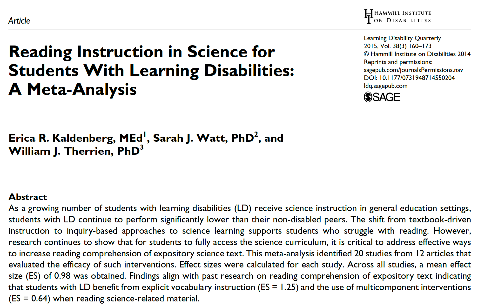 Article
HAMMILL INSTITUTE
ON DISABILITIES
Learning Disability Quarterly
2015, Vol. 38(3) 160–173
© Hammill Institute on Disabilities 2014
Reprints and permissions:
sagepub.com/journalsPermissions.nav
DOI: 10.1177/0731948714550204
ldq.sagepub.com
SAGE
Reading Instruction in Science for
Students With Learning Disabilities:
A Meta-Analysis
Erica R. Kaldenberg, MEd1, Sarah J. Watt, PhD2, and
William J. Therrien, PhD3
Abstract
As a growing number of students with learning disabilities (LD) receive science instruction in general education settings,
students with LD continue to perform significantly lower than their non-disabled peers. The shift from textbook-driven
instruction to inquiry-based approaches to science learning supports students who struggle with reading. However,
research continues to show that for students to fully access the science curriculum, it is critical to address effective ways
to increase reading comprehension of expository science text. This meta-analysis identified 20 studies from 12 articles that
evaluated the efficacy of such interventions. Effect sizes were calculated for each study. Across all studies, a mean effect
size (ES) of 0.98 was obtained. Findings align with past research on reading comprehension of expository text indicating
that students with LD benefit from explicit vocabulary instruction (ES = 1.25) and the use of multicomponent interventions
(ES = 0.64) when reading science-related material.